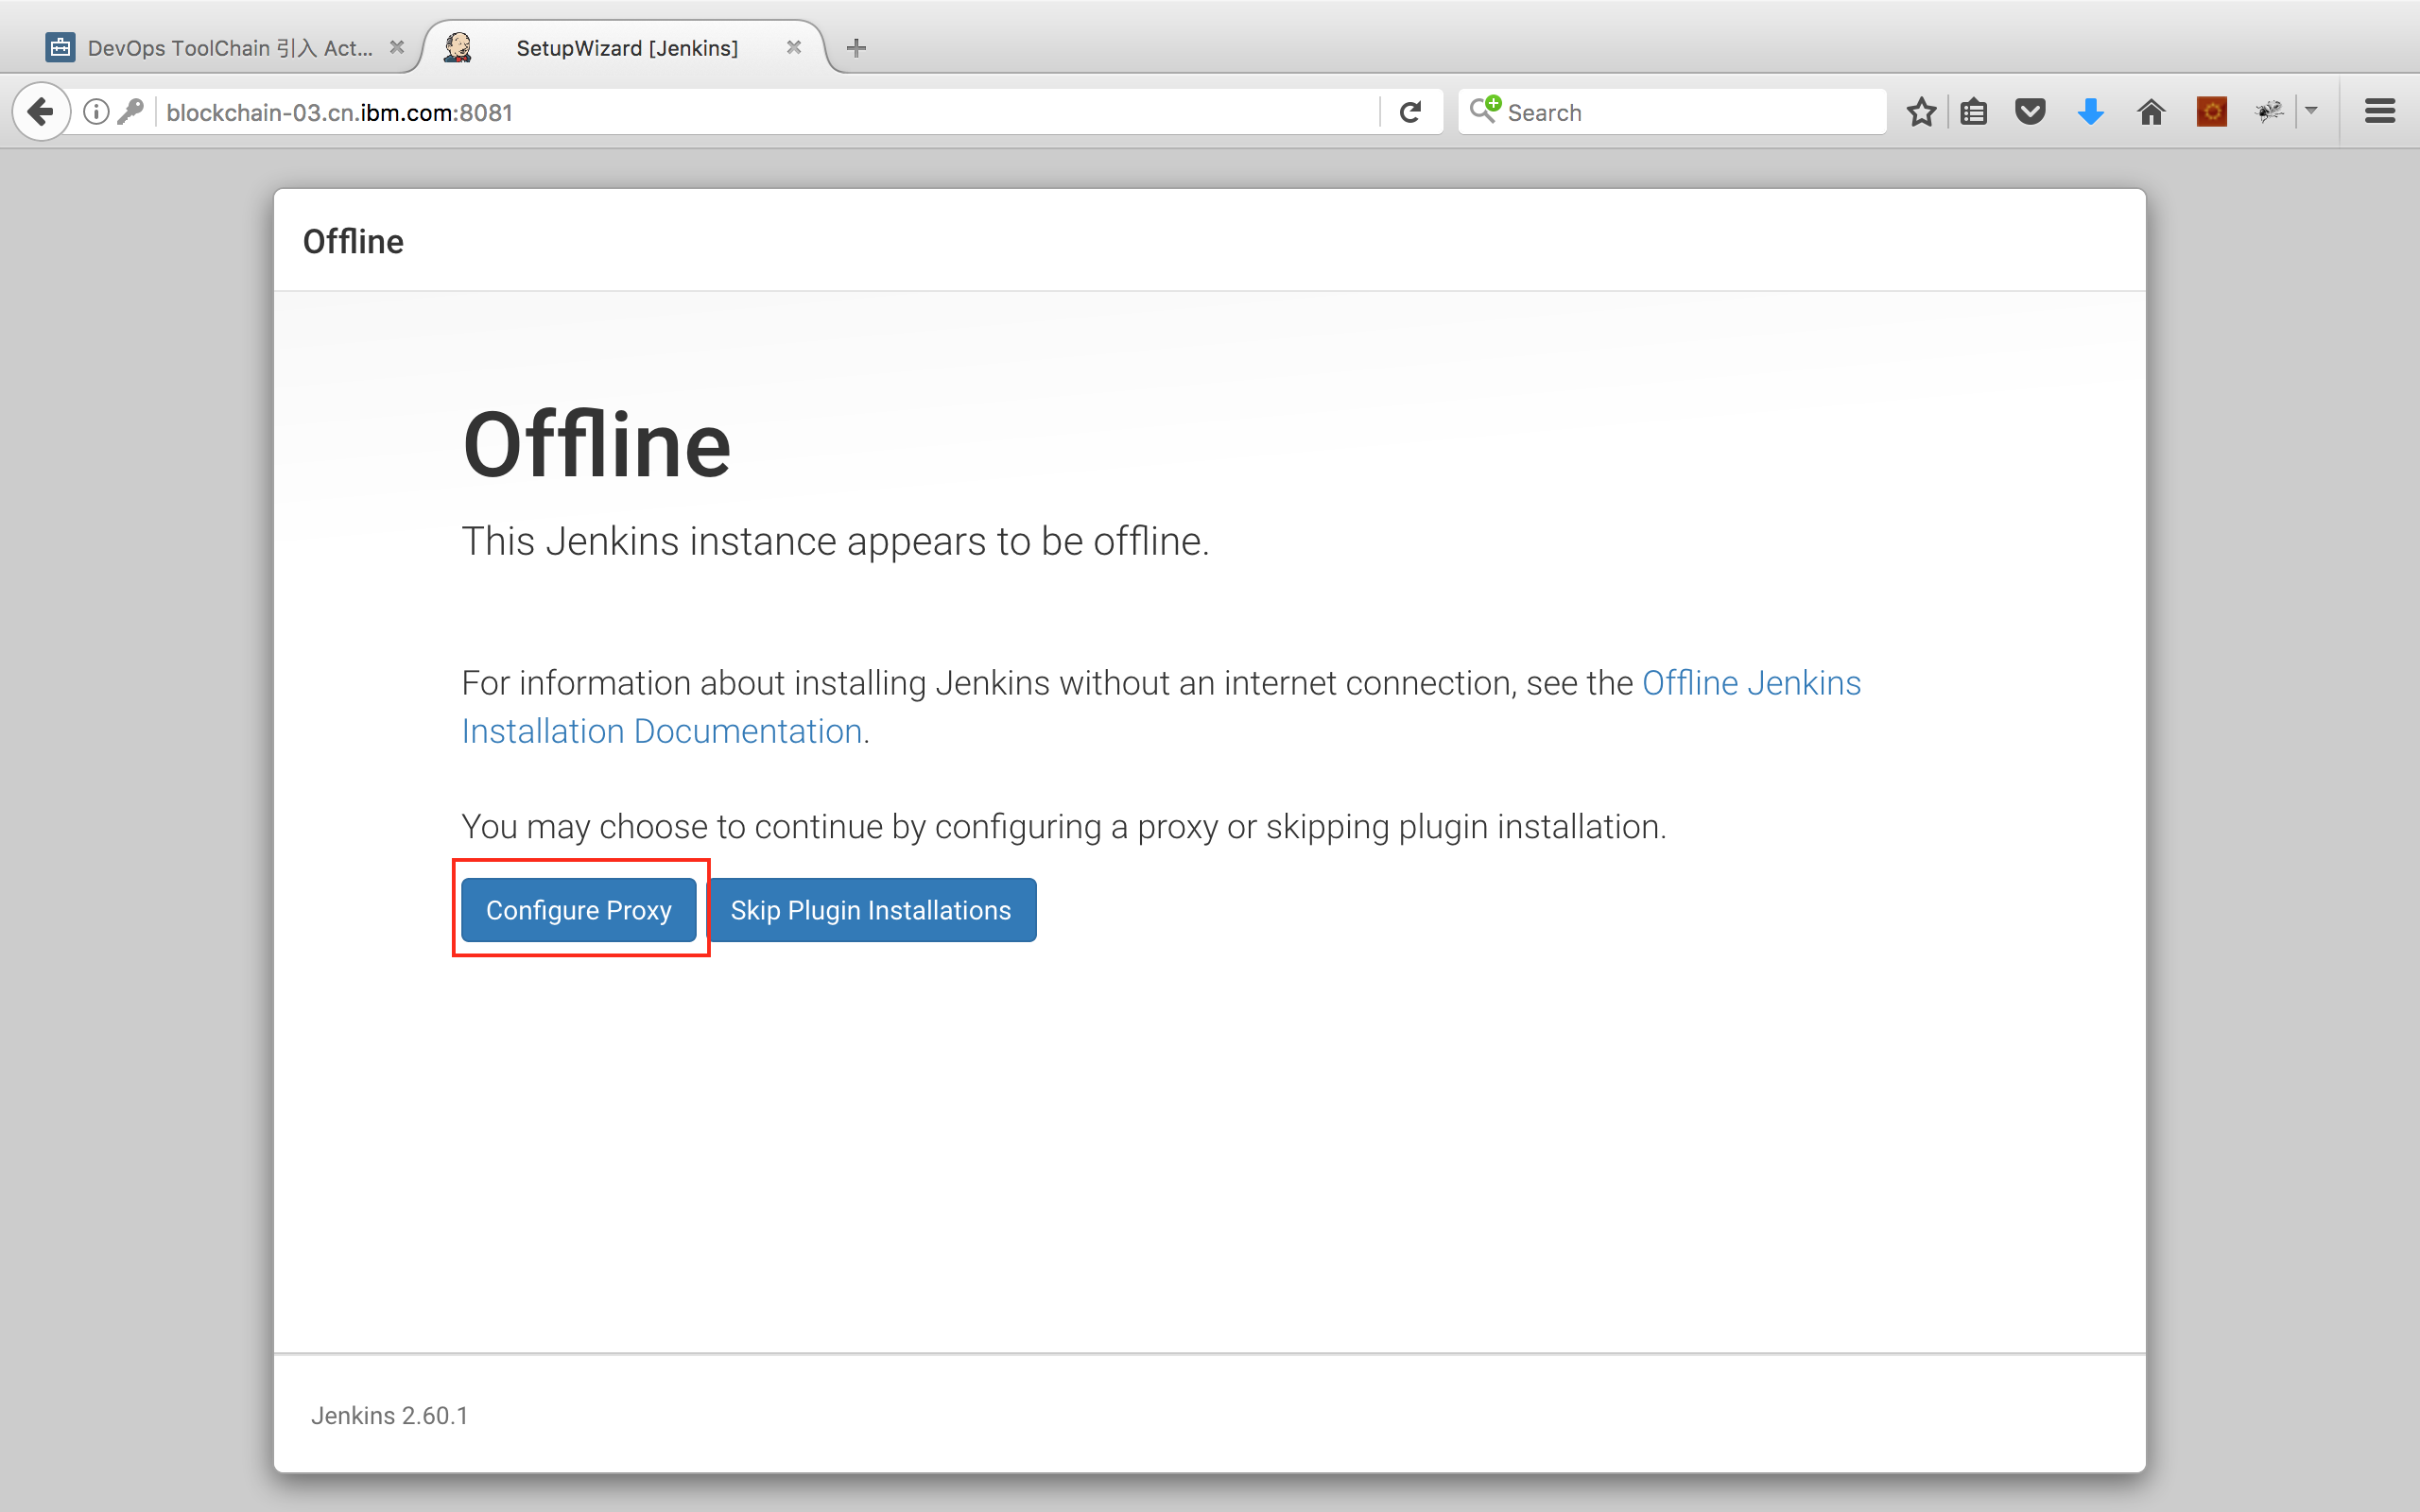 DevOps ToolChain 引入 Act...
SetupWizard [Jenkins]
blockchain-03.cn.ibm.com:8081
Search
Offline
Offline
This Jenkins instance appears to be offline.
For information about installing Jenkins without an internet connection, see the Offline Jenkins
Installation Documentation.
You may choose to continue by configuring a proxy or skipping plugin installation.
Configure Proxy
Skip Plugin Installations
Jenkins 2.60.1